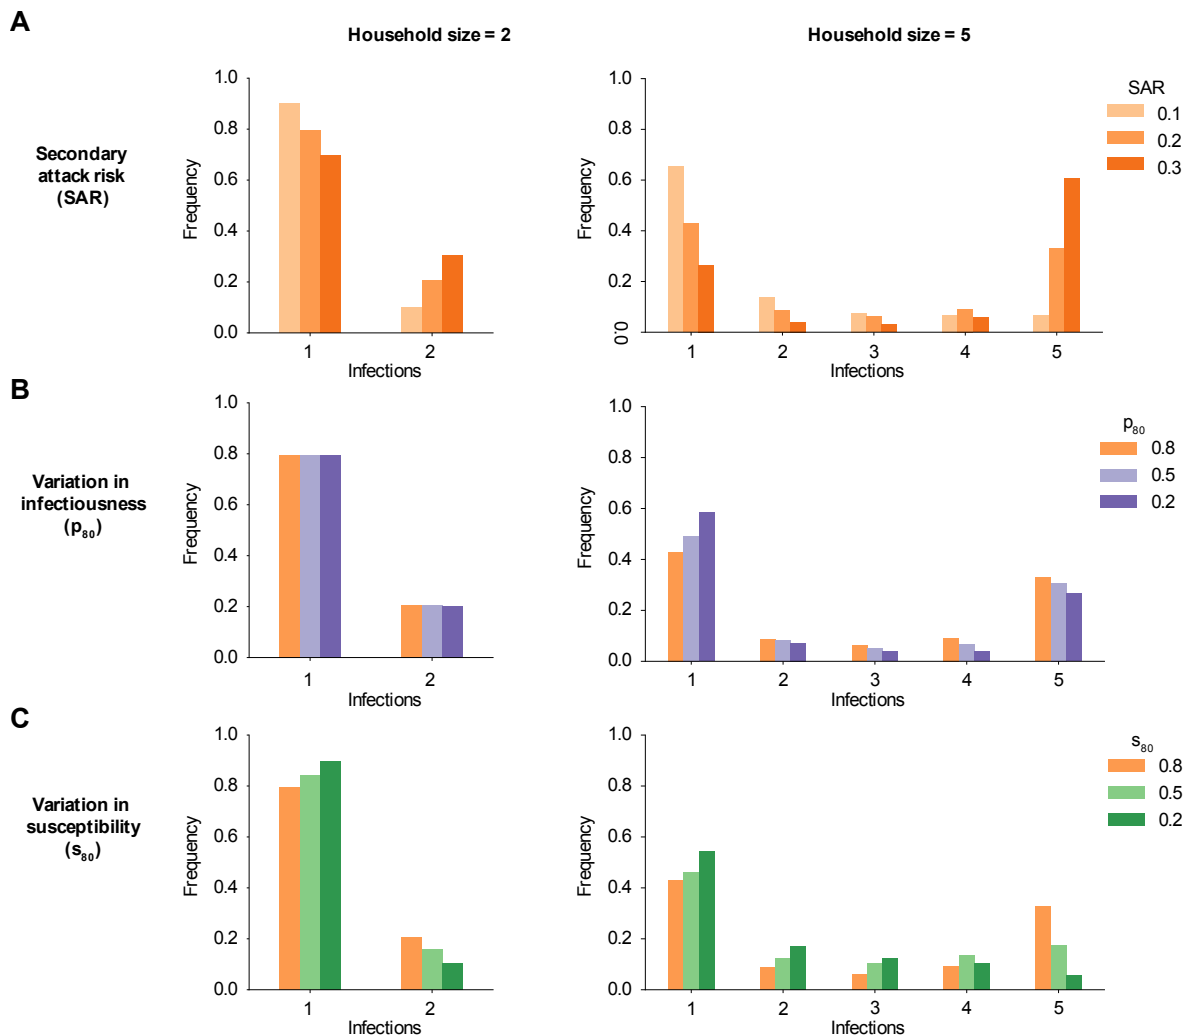 A
Household size = 2
Household size = 5
Secondary
attack risk
(SAR)
Frequency
1.0
0.8
0.6
0.4
0.2
0.0
1
2
Infections
Frequency
1.0
0.8
0.6
0.4
0.2
0.0
1
2
3
4
5
Infections
SAR
0.1
0.2
0.3
B
Variation in
infectiousness
(p80)
Frequency
1.0
0.8
0.6
0.4
0.2
0.0
1
2
Infections
Frequency
1.0
0.8
0.6
0.4
0.2
0.0
1
2
3
4
5
Infections
p80
0.8
0.5
0.2
C
Variation in
susceptibility
(s80)
Frequency
1.0
0.8
0.6
0.4
0.2
0.0
1
2
Infections
Frequency
1.0
0.8
0.6
0.4
0.2
0.0
1
2
3
4
5
Infections
s80
0.8
0.5
0.2